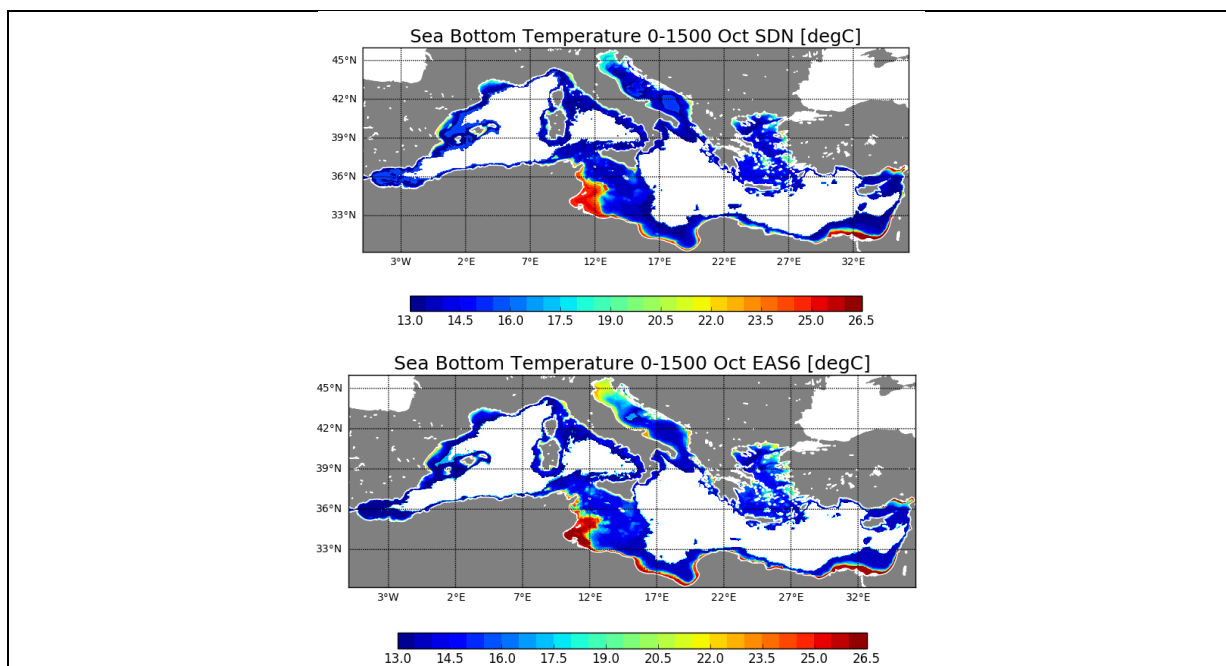 Sea Bottom Temperature 0-1500 Oct SDN [degC]
45°N
42°N
39°N
36°N
33°N
3°W 2°E 7°E 12°E 17°E 22°E 27°E 32°E
13.0 14.5 16.0 17.5 19.0 20.5 22.0 23.5 25.0 26.5
Sea Bottom Temperature 0-1500 Oct EAS6 [degC]
45°N
42°N
39°N
36°N
33°N
3°W 2°E 7°E 12°E 17°E 22°E 27°E 32°E
13.0 14.5 16.0 17.5 19.0 20.5 22.0 23.5 25.0 26.5